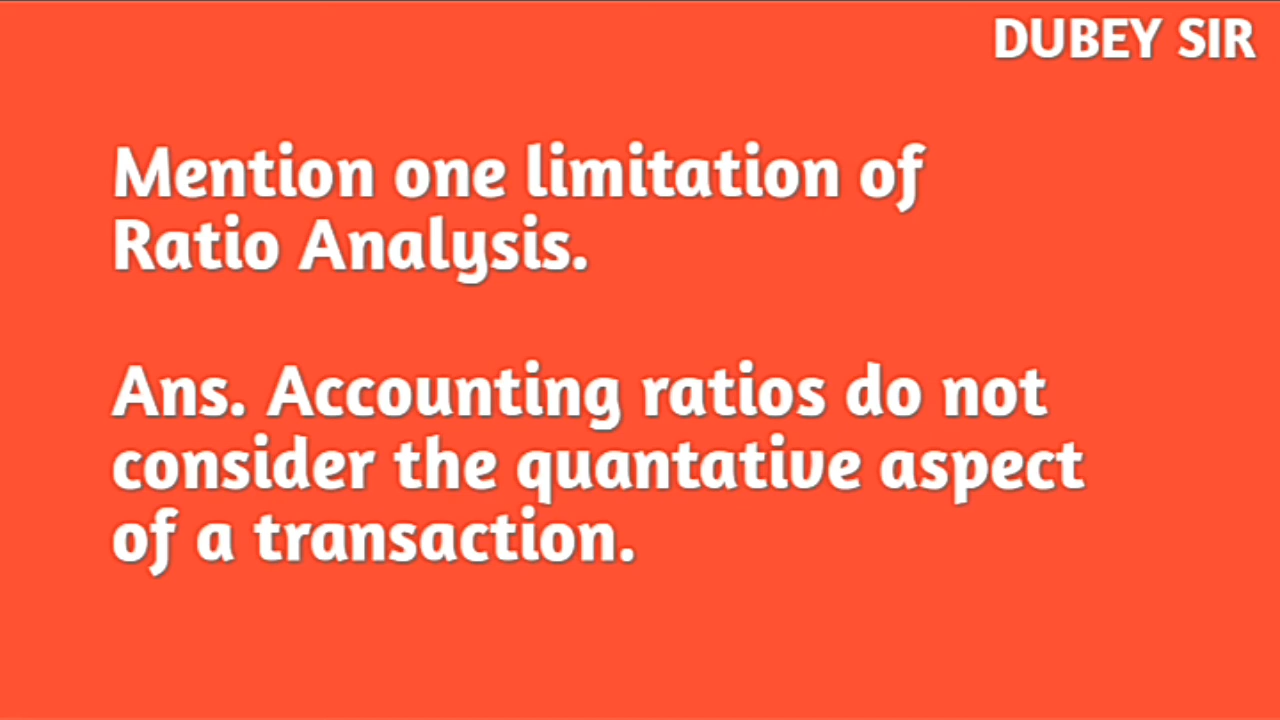 DUBEY SIR
Mention one limitation of
Ratio Analysis.
Ans. Accounting ratios do not
consider the quantative aspect
of a transaction.